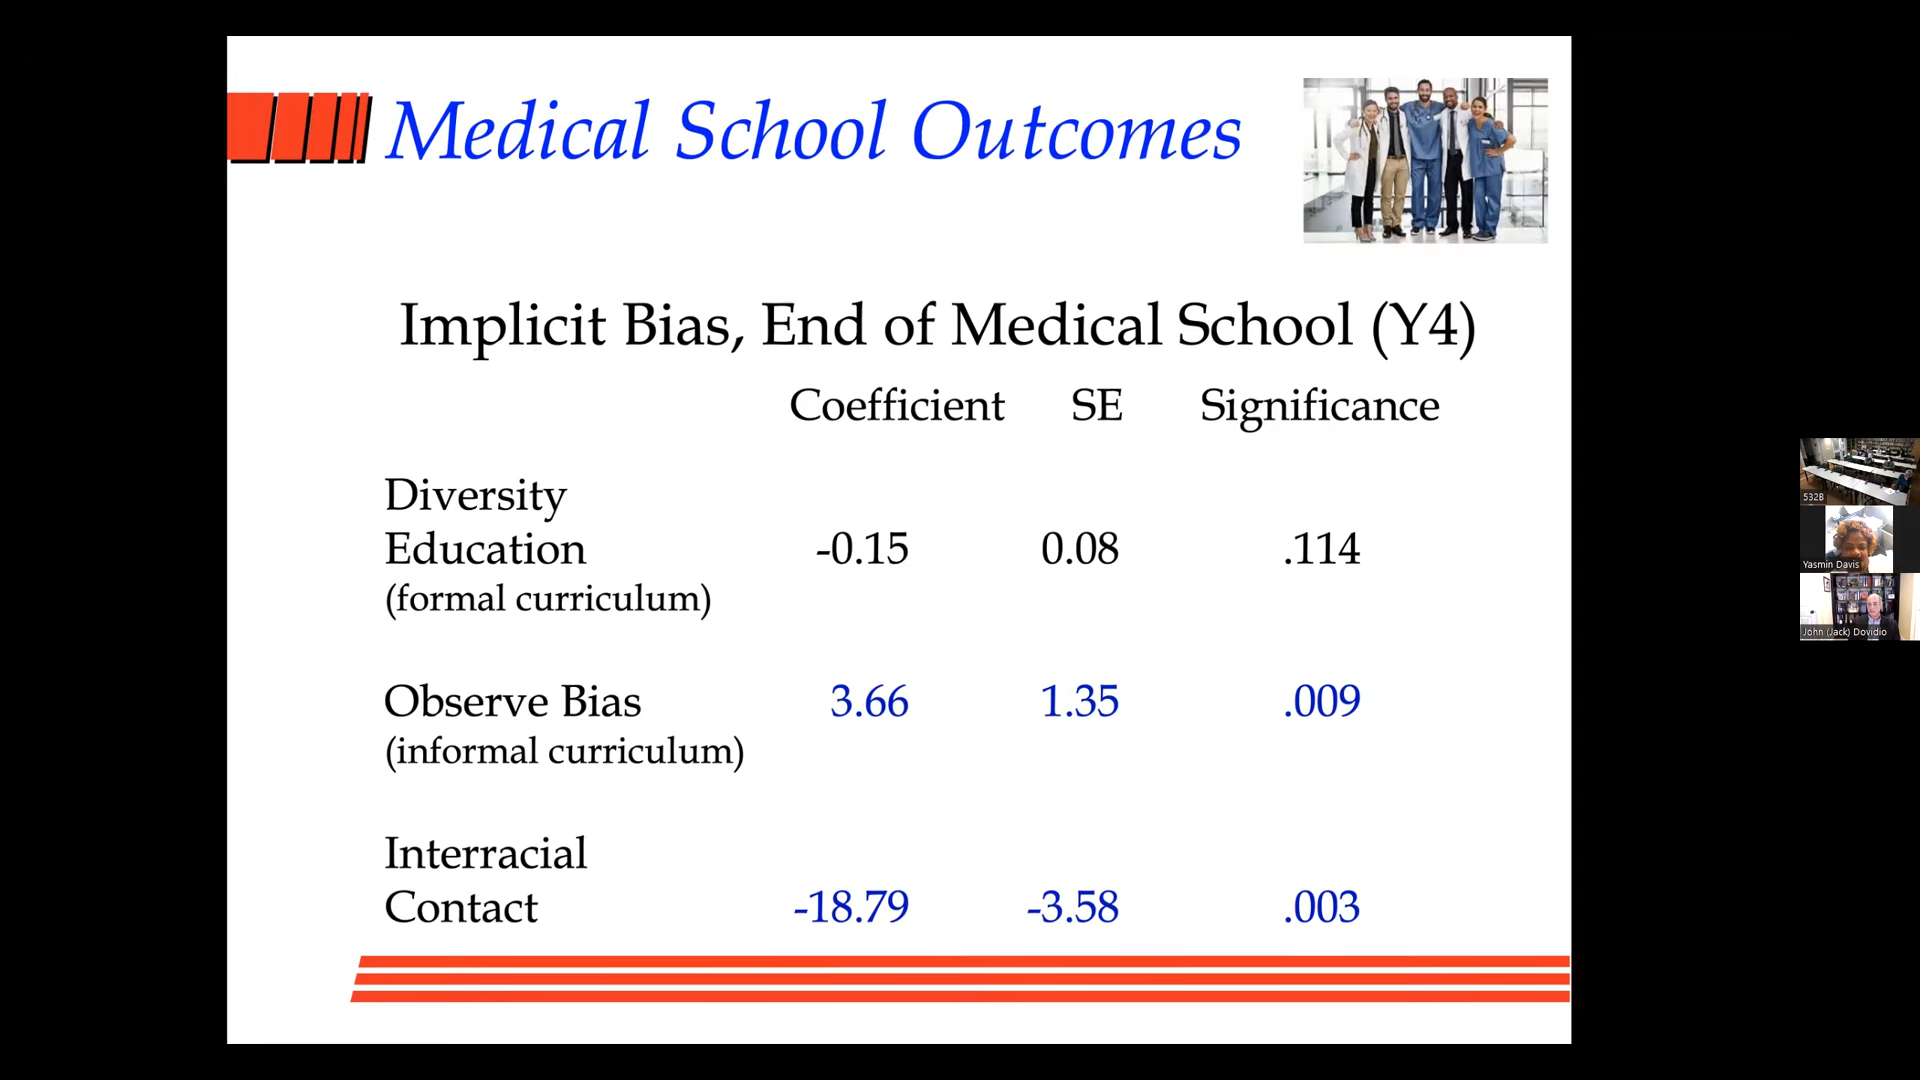 Medical School Outcomes
Implicit Bias, End of Medical School (Y4)
Coefficient SE Significance
Diversity
Education -0.15 0.08 .114
(formal curriculum)
Observe Bias 3.66 1.35 .009
(informal curriculum)
Interracial
Contact -18.79 -3.58 .003
532B
Yasmin Davis
John (Jack) Dovidio